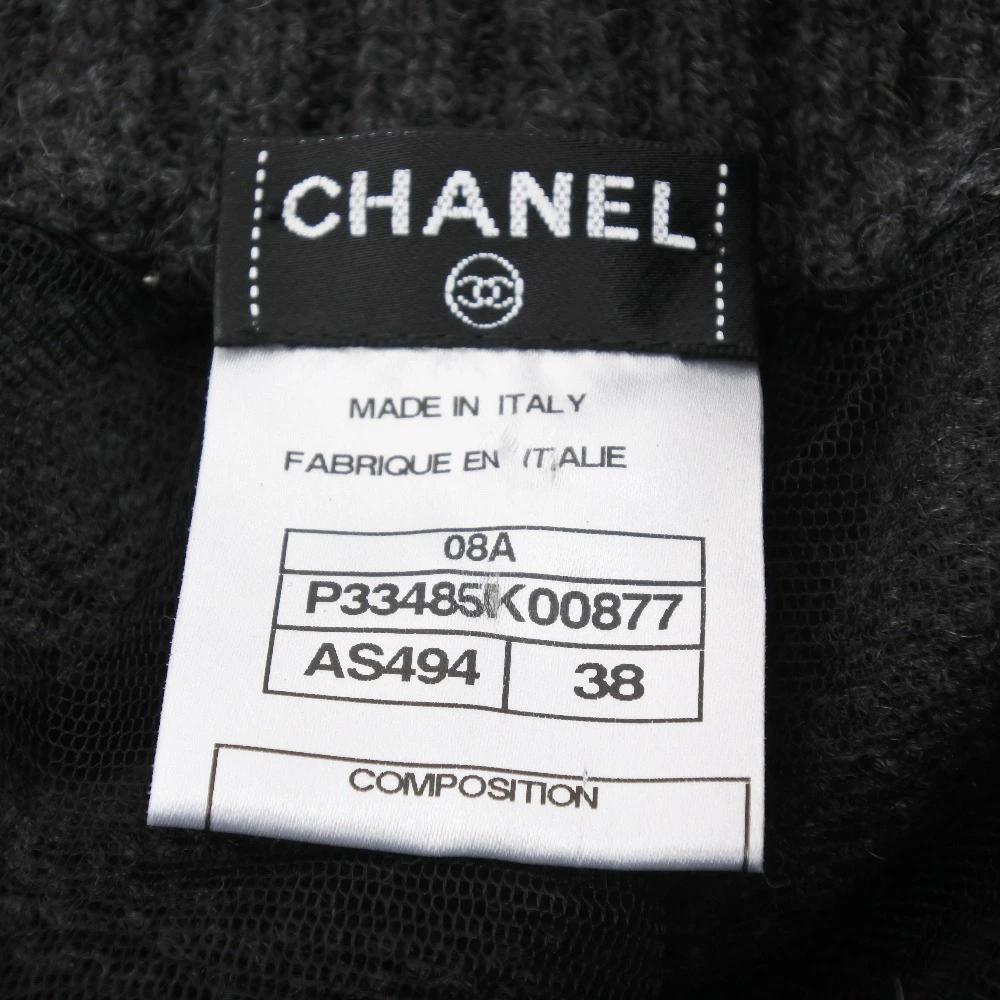 CHANEL
MADE IN ITALY
FABRIQUE EN ITALIE
08A
P33485K00877
AS494 38
COMPOSITION